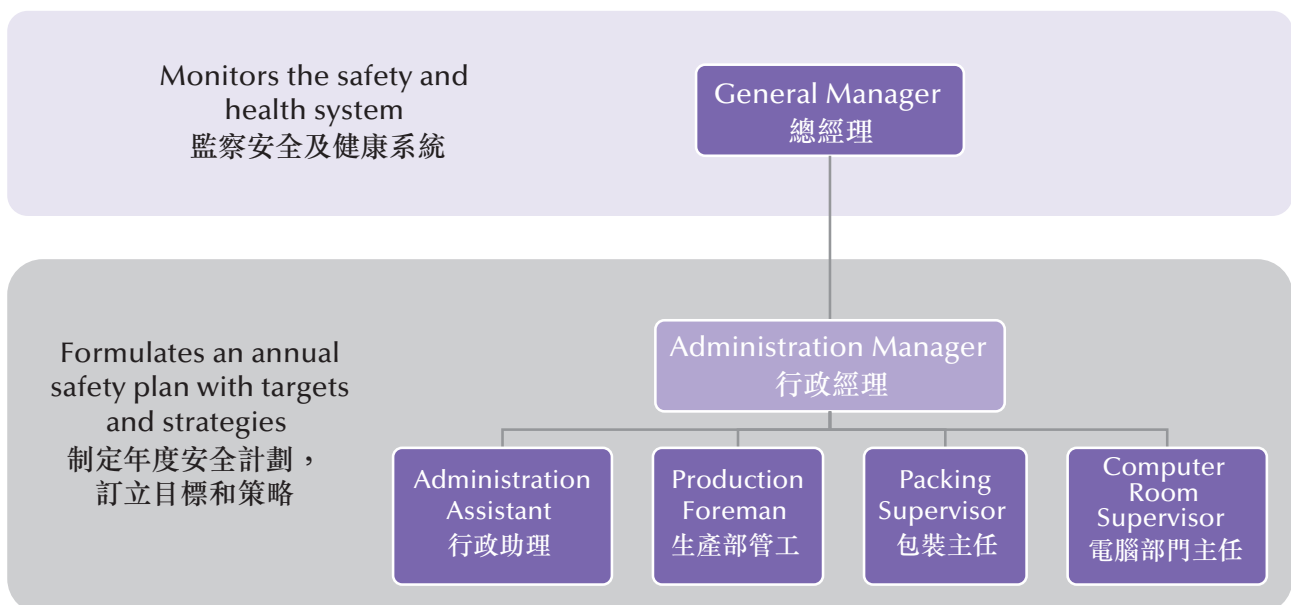 Monitors the safety and
health system
監察安全及健康系統
General Manager
總經理
Formulates an annual
safety plan with targets
and strategies
制定年度安全計劃，
訂立目標和策略
Administration Manager
行政經理
Administration
Assistant
行政助理
Production
Foreman
生產部管工
Packing
Supervisor
包裝主任
Computer
Room
Supervisor
電腦部門主任